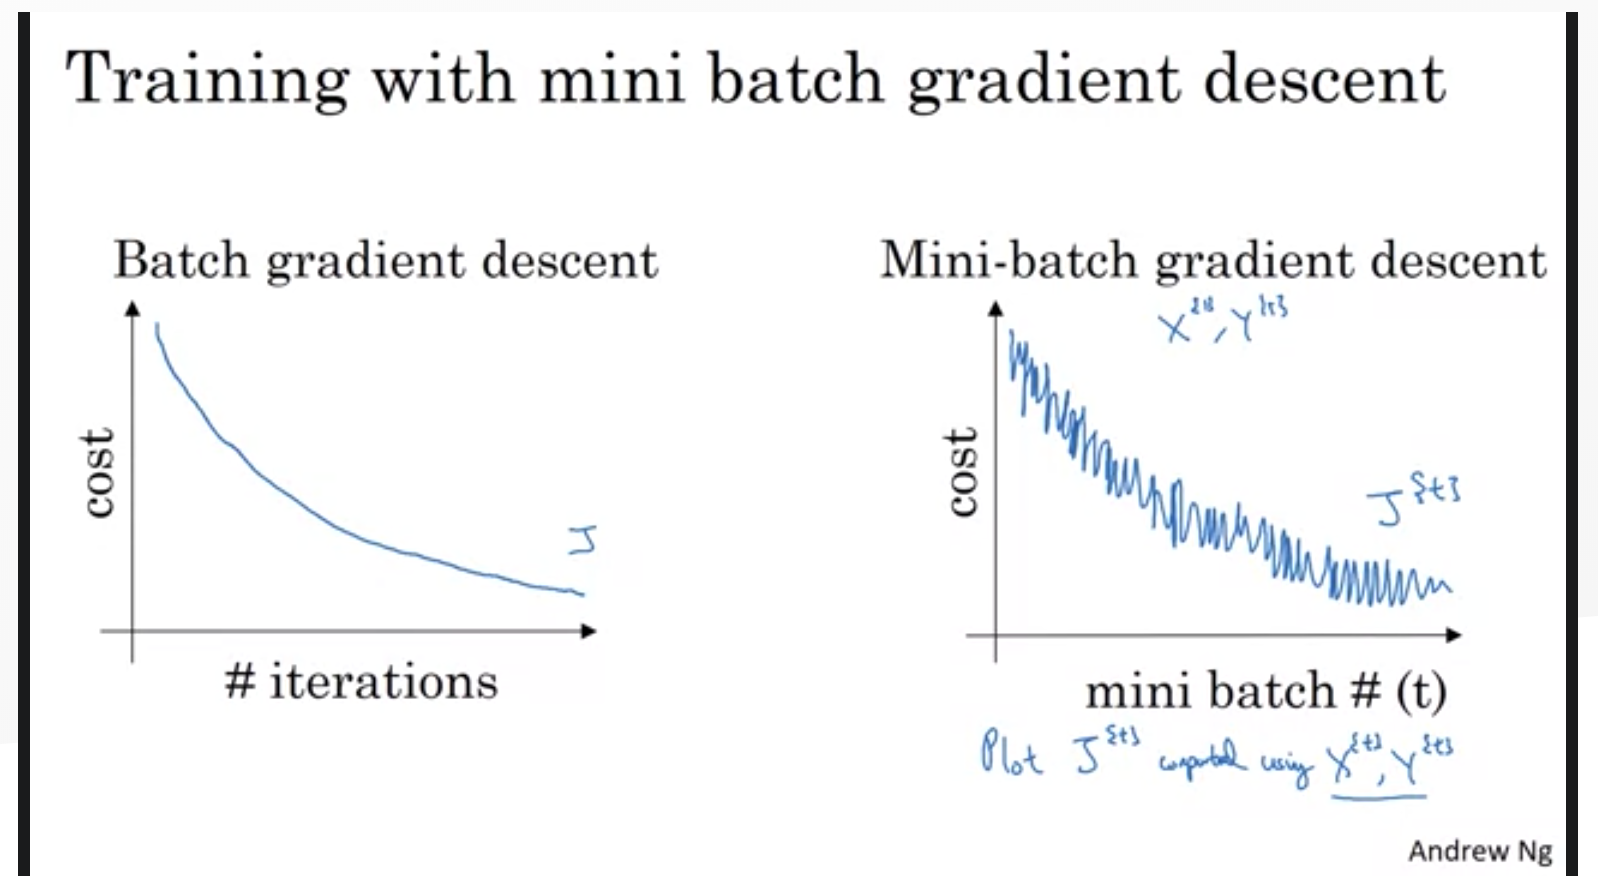 Training with mini batch gradient descent
Batch gradient descent
cost
J
# iterations
Mini-batch gradient descent
X , Y^{t}
cost
J^{t}
mini batch # (t)
Plot J^{t} computed using X^{t}, Y^{t}
Andrew Ng